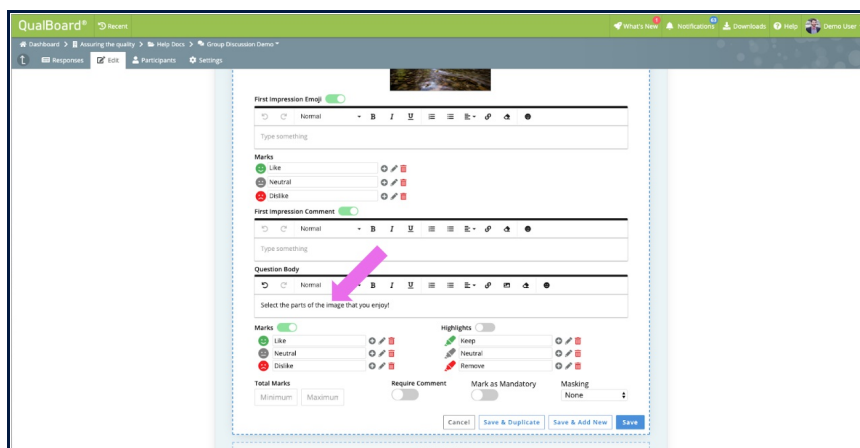 QualBoard® Recent What's New Notifications Downloads Help Demo User
Dashboard > Assuring the quality > Help Docs > Group Discussion Demo
Responses Edit Participants Settings
First Impression Emoji
Normal B I U
Type something
Marks
Like
Neutral
Dislike
First Impression Comment
Normal B I U
Type something
Question Body
Normal B I U
Select the parts of the image that you enjoy!
Marks Highlights
Like Keep
Neutral Neutral
Dislike Remove
Total Marks Require Comment Mark as Mandatory Masking
Minimum Maximum None
Cancel Save & Duplicate Save & Add New Save